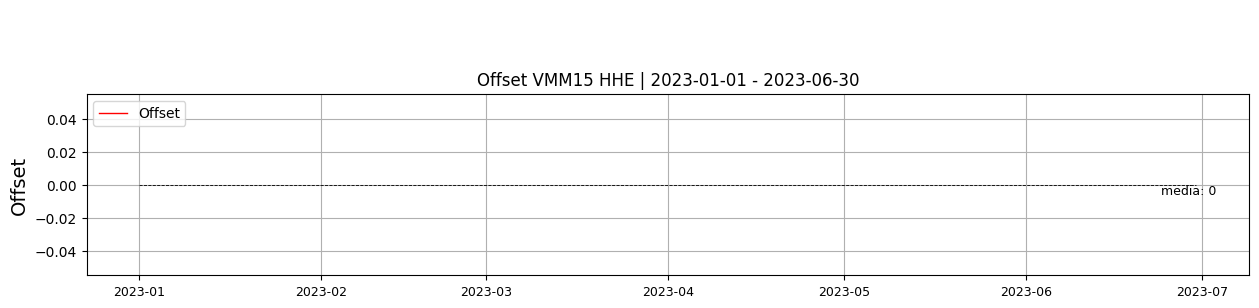 Offset VMM15 HHE | 2023-01-01 - 2023-06-30
Offset
0.04
0.02
0.00
−0.02
−0.04
Offset
media: 0
2023-01 2023-02 2023-03 2023-04 2023-05 2023-06 2023-07